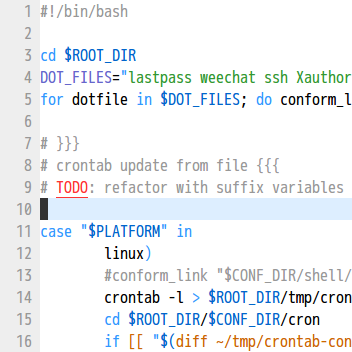 1 #!/bin/bash
2
3 cd $ROOT_DIR
4 DOT_FILES="lastpass weechat ssh Xauthor
5 for dotfile in $DOT_FILES; do conform_l
6
7 # }}}
8 # crontab update from file {{{
9 # TODO: refactor with suffix variables
10
11 case "$PLATFORM" in
12 linux)
13 #conform_link "$CONF_DIR/shell/
14 crontab -l > $ROOT_DIR/tmp/cron
15 cd $ROOT_DIR/$CONF_DIR/cron
16 if [[ "$(diff ~/tmp/crontab-con